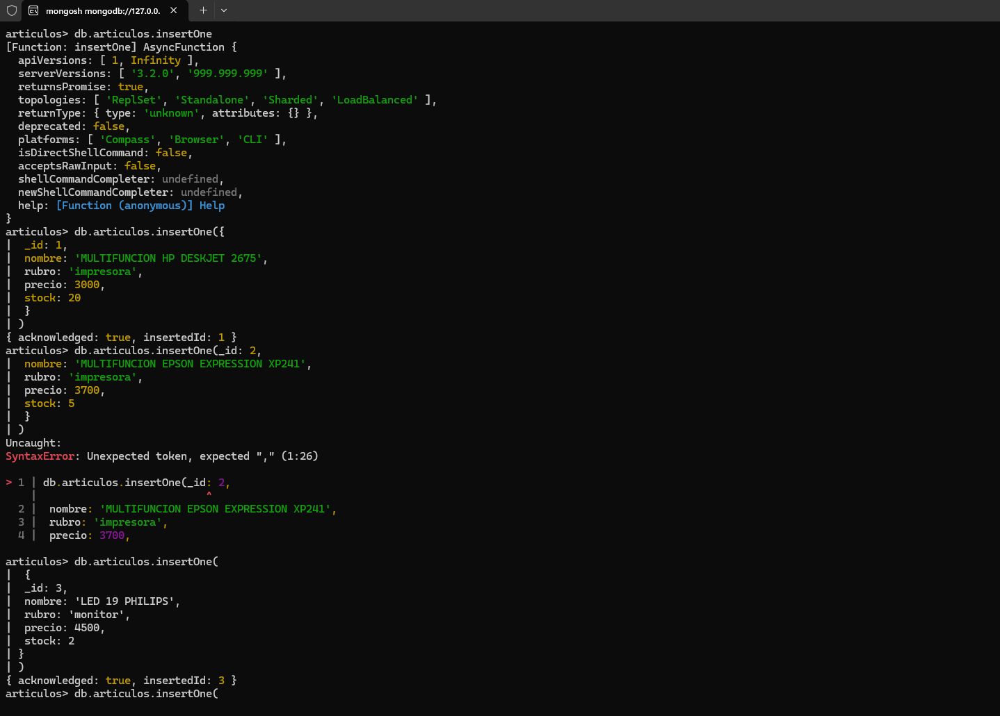 mongosh mongodb://127.0.0.
articulos> db.articulos.insertOne
[Function: insertOne] AsyncFunction {
  apiVersions: [ 1, Infinity ],
  serverVersions: [ '3.2.0', '999.999.999' ],
  returnsPromise: true,
  topologies: [ 'ReplSet', 'Standalone', 'Sharded', 'LoadBalanced' ],
  returnType: { type: 'unknown', attributes: {} },
  deprecated: false,
  platforms: [ 'Compass', 'Browser', 'CLI' ],
  isDirectShellCommand: false,
  acceptsRawInput: false,
  shellCommandCompleter: undefined,
  newShellCommandCompleter: undefined,
  help: [Function (anonymous)] Help
}
articulos> db.articulos.insertOne({
|  _id: 1,
|  nombre: 'MULTIFUNCION HP DESKJET 2675',
|  rubro: 'impresora',
|  precio: 3000,
|  stock: 20
|  }
| )
{ acknowledged: true, insertedId: 1 }
articulos> db.articulos.insertOne(_id: 2,
|  nombre: 'MULTIFUNCION EPSON EXPRESSION XP241',
|  rubro: 'impresora',
|  precio: 3700,
|  stock: 5
|  }
| )
Uncaught:
SyntaxError: Unexpected token, expected "," (1:26)

> 1 | db.articulos.insertOne(_id: 2,
    |                           ^
  2 |  nombre: 'MULTIFUNCION EPSON EXPRESSION XP241',
  3 |  rubro: 'impresora',
  4 |  precio: 3700,

articulos> db.articulos.insertOne(
|  {
|  _id: 3,
|  nombre: 'LED 19 PHILIPS',
|  rubro: 'monitor',
|  precio: 4500,
|  stock: 2
| }
| )
{ acknowledged: true, insertedId: 3 }
articulos> db.articulos.insertOne(